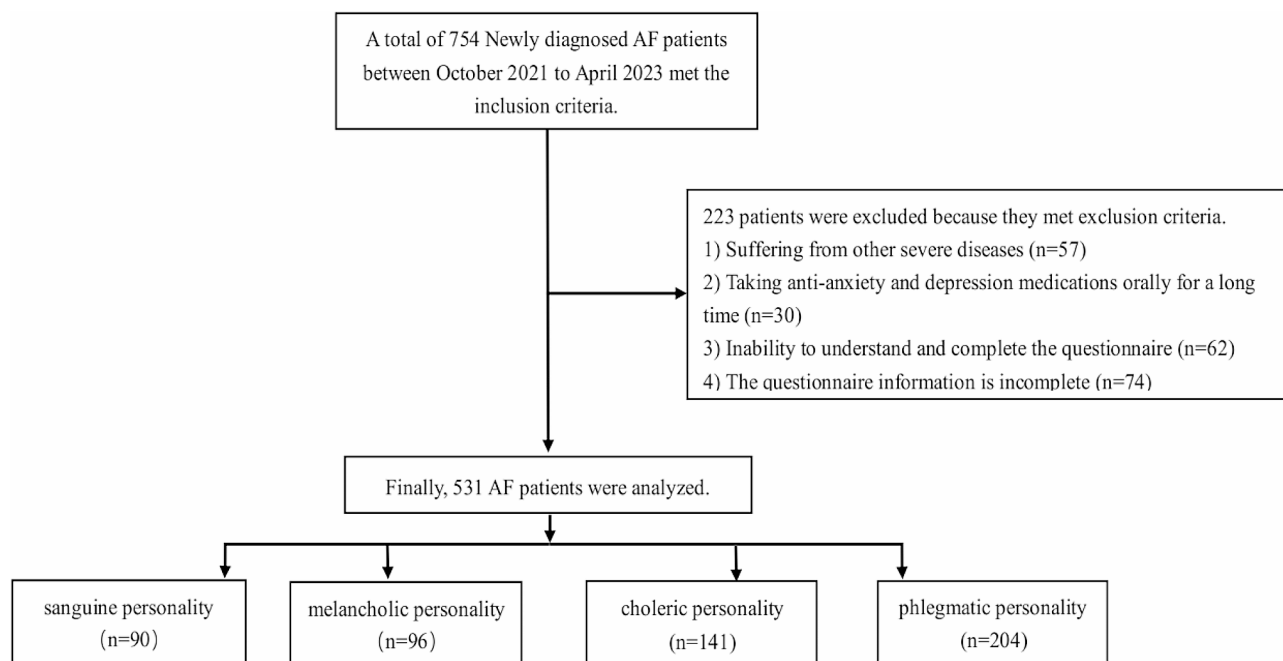 A total of 754 Newly diagnosed AF patients
between October 2021 to April 2023 met the
inclusion criteria.
223 patients were excluded because they met exclusion criteria.
1) Suffering from other severe diseases (n=57)
2) Taking anti-anxiety and depression medications orally for a long
time (n=30)
3) Inability to understand and complete the questionnaire (n=62)
4) The questionnaire information is incomplete (n=74)
Finally, 531 AF patients were analyzed.
sanguine personality
(n=90)
melancholic personality
(n=96)
choleric personality
(n=141)
phlegmatic personality
(n=204)